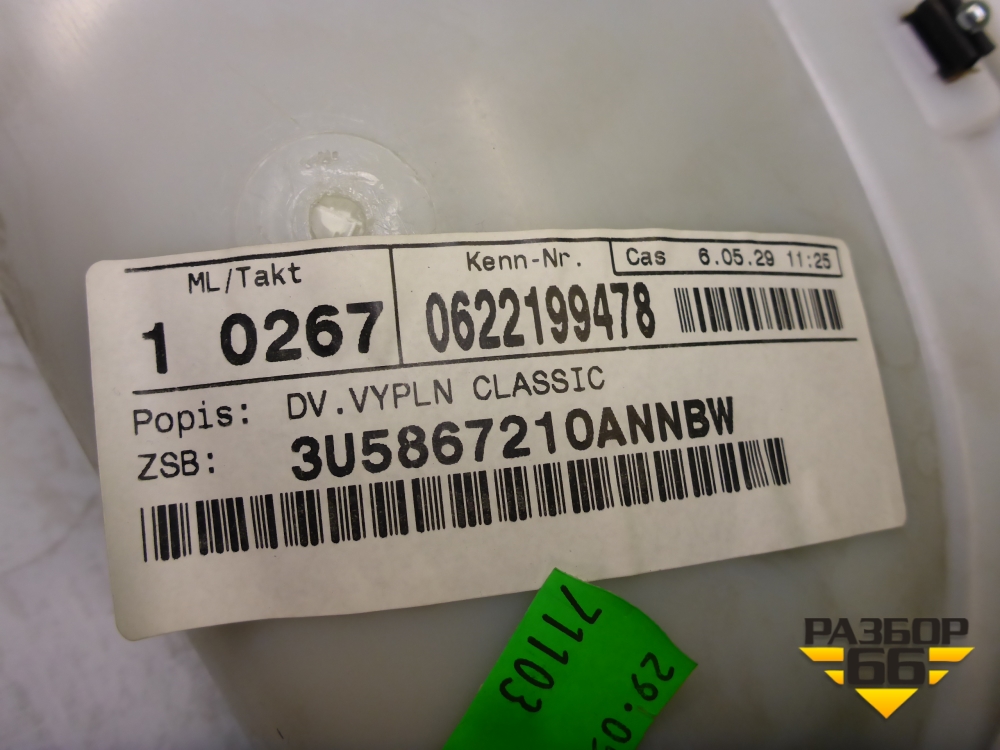 ML/Takt
1 0267
Kenn-Nr.
0622199478
Cas 6.05.29 11:25
Popis: DV.VYPLN CLASSIC
ZSB: 3U5867210ANNBW
71103
29.05
РАЗБОР
66